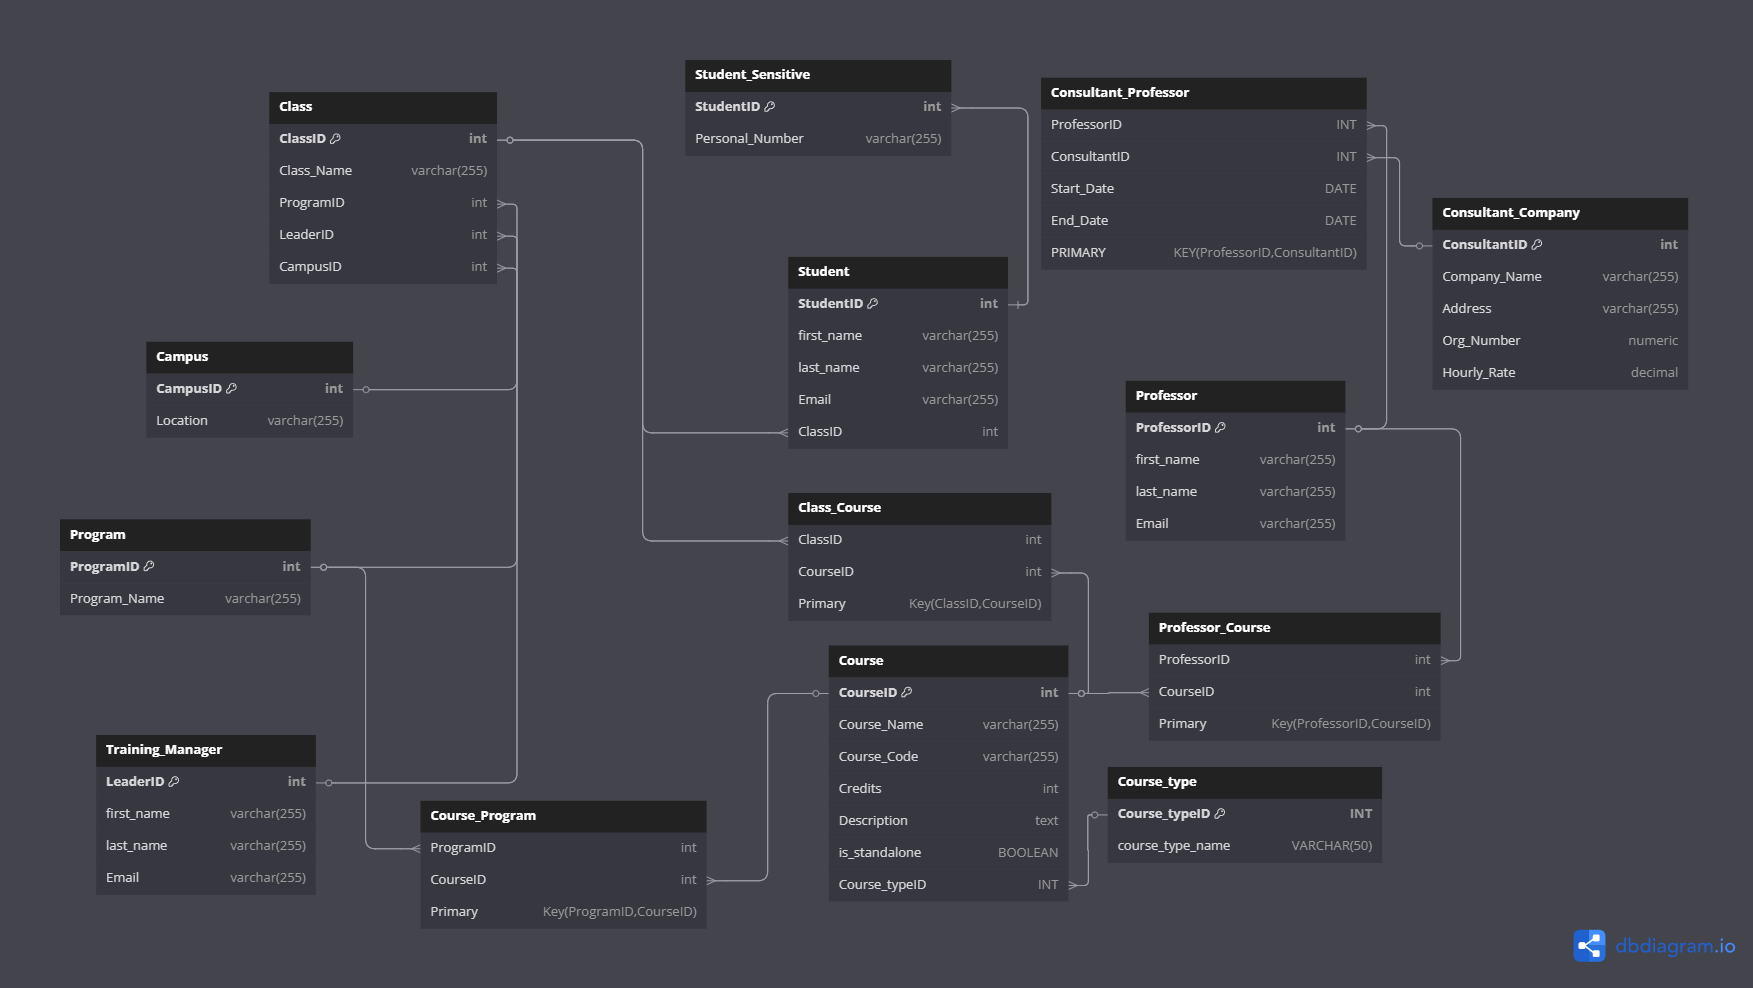 Student_Sensitive
StudentID int
Personal_Number varchar(255)
Consultant_Professor
ProfessorID INT
ConsultantID INT
Start_Date DATE
End_Date DATE
PRIMARY KEY(ProfessorID,ConsultantID)
Class
ClassID int
Class_Name varchar(255)
ProgramID int
LeaderID int
CampusID int
Consultant_Company
ConsultantID int
Company_Name varchar(255)
Address varchar(255)
Org_Number numeric
Hourly_Rate decimal
Student
StudentID int
first_name varchar(255)
last_name varchar(255)
Email varchar(255)
ClassID int
Campus
CampusID int
Location varchar(255)
Professor
ProfessorID int
first_name varchar(255)
last_name varchar(255)
Email varchar(255)
Class_Course
ClassID int
CourseID int
Primary Key(ClassID,CourseID)
Program
ProgramID int
Program_Name varchar(255)
Professor_Course
ProfessorID int
CourseID int
Primary Key(ProfessorID,CourseID)
Course
CourseID int
Course_Name varchar(255)
Course_Code varchar(255)
Credits int
Description text
is_standalone BOOLEAN
Course_typeID INT
Training_Manager
LeaderID int
first_name varchar(255)
last_name varchar(255)
Email varchar(255)
Course_type
Course_typeID INT
course_type_name VARCHAR(50)
Course_Program
ProgramID int
CourseID int
Primary Key(ProgramID,CourseID)
dbdiagram.io